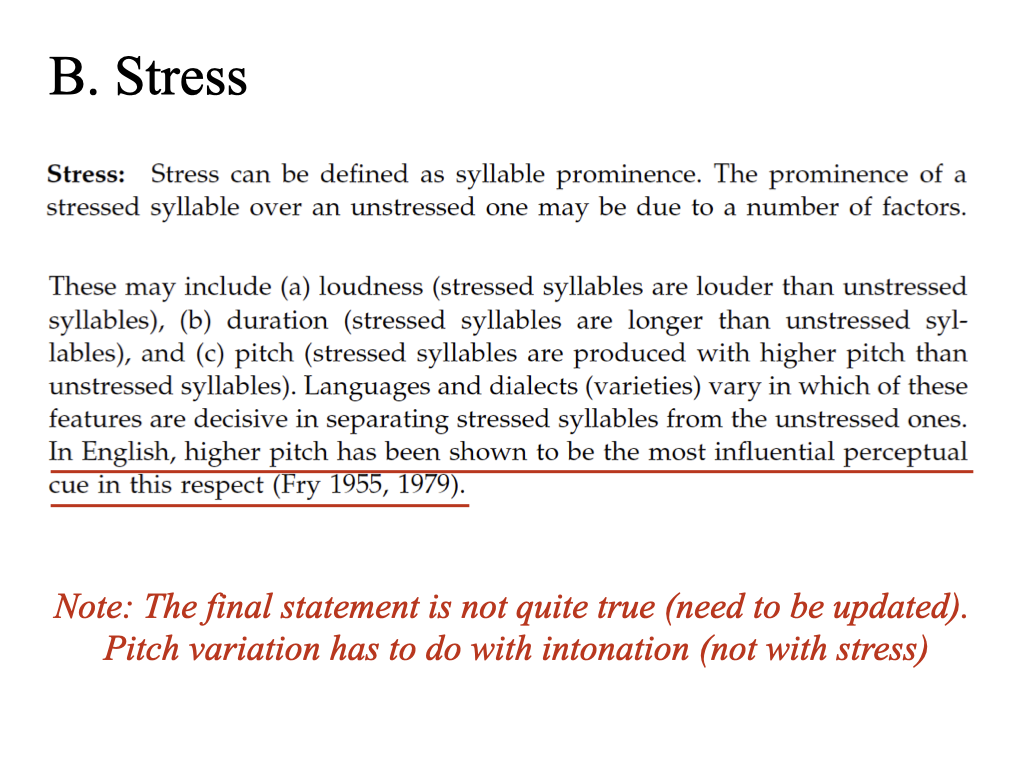 B. Stress
Stress: Stress can be defined as syllable prominence. The prominence of a
stressed syllable over an unstressed one may be due to a number of factors.
These may include (a) loudness (stressed syllables are louder than unstressed
syllables), (b) duration (stressed syllables are longer than unstressed syl-
lables), and (c) pitch (stressed syllables are produced with higher pitch than
unstressed syllables). Languages and dialects (varieties) vary in which of these
features are decisive in separating stressed syllables from the unstressed ones.
In English, higher pitch has been shown to be the most influential perceptual
cue in this respect (Fry 1955, 1979).
Note: The final statement is not quite true (need to be updated).
Pitch variation has to do with intonation (not with stress)